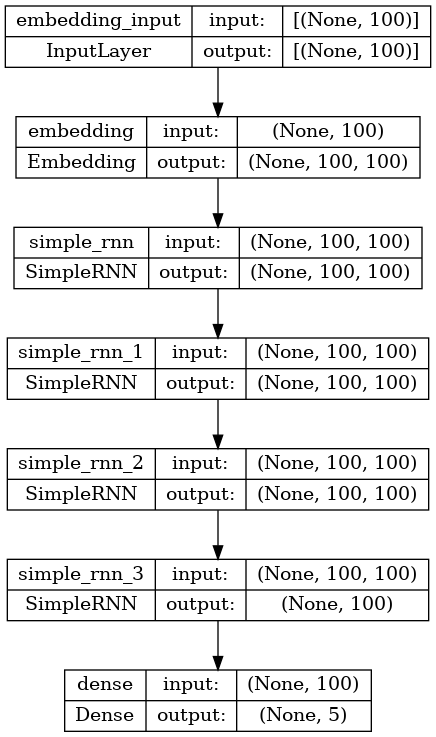 embedding_input input: [(None, 100)]
InputLayer output: [(None, 100)]
embedding input: (None, 100)
Embedding output: (None, 100, 100)
simple_rnn input: (None, 100, 100)
SimpleRNN output: (None, 100, 100)
simple_rnn_1 input: (None, 100, 100)
SimpleRNN output: (None, 100, 100)
simple_rnn_2 input: (None, 100, 100)
SimpleRNN output: (None, 100, 100)
simple_rnn_3 input: (None, 100, 100)
SimpleRNN output: (None, 100)
dense input: (None, 100)
Dense output: (None, 5)